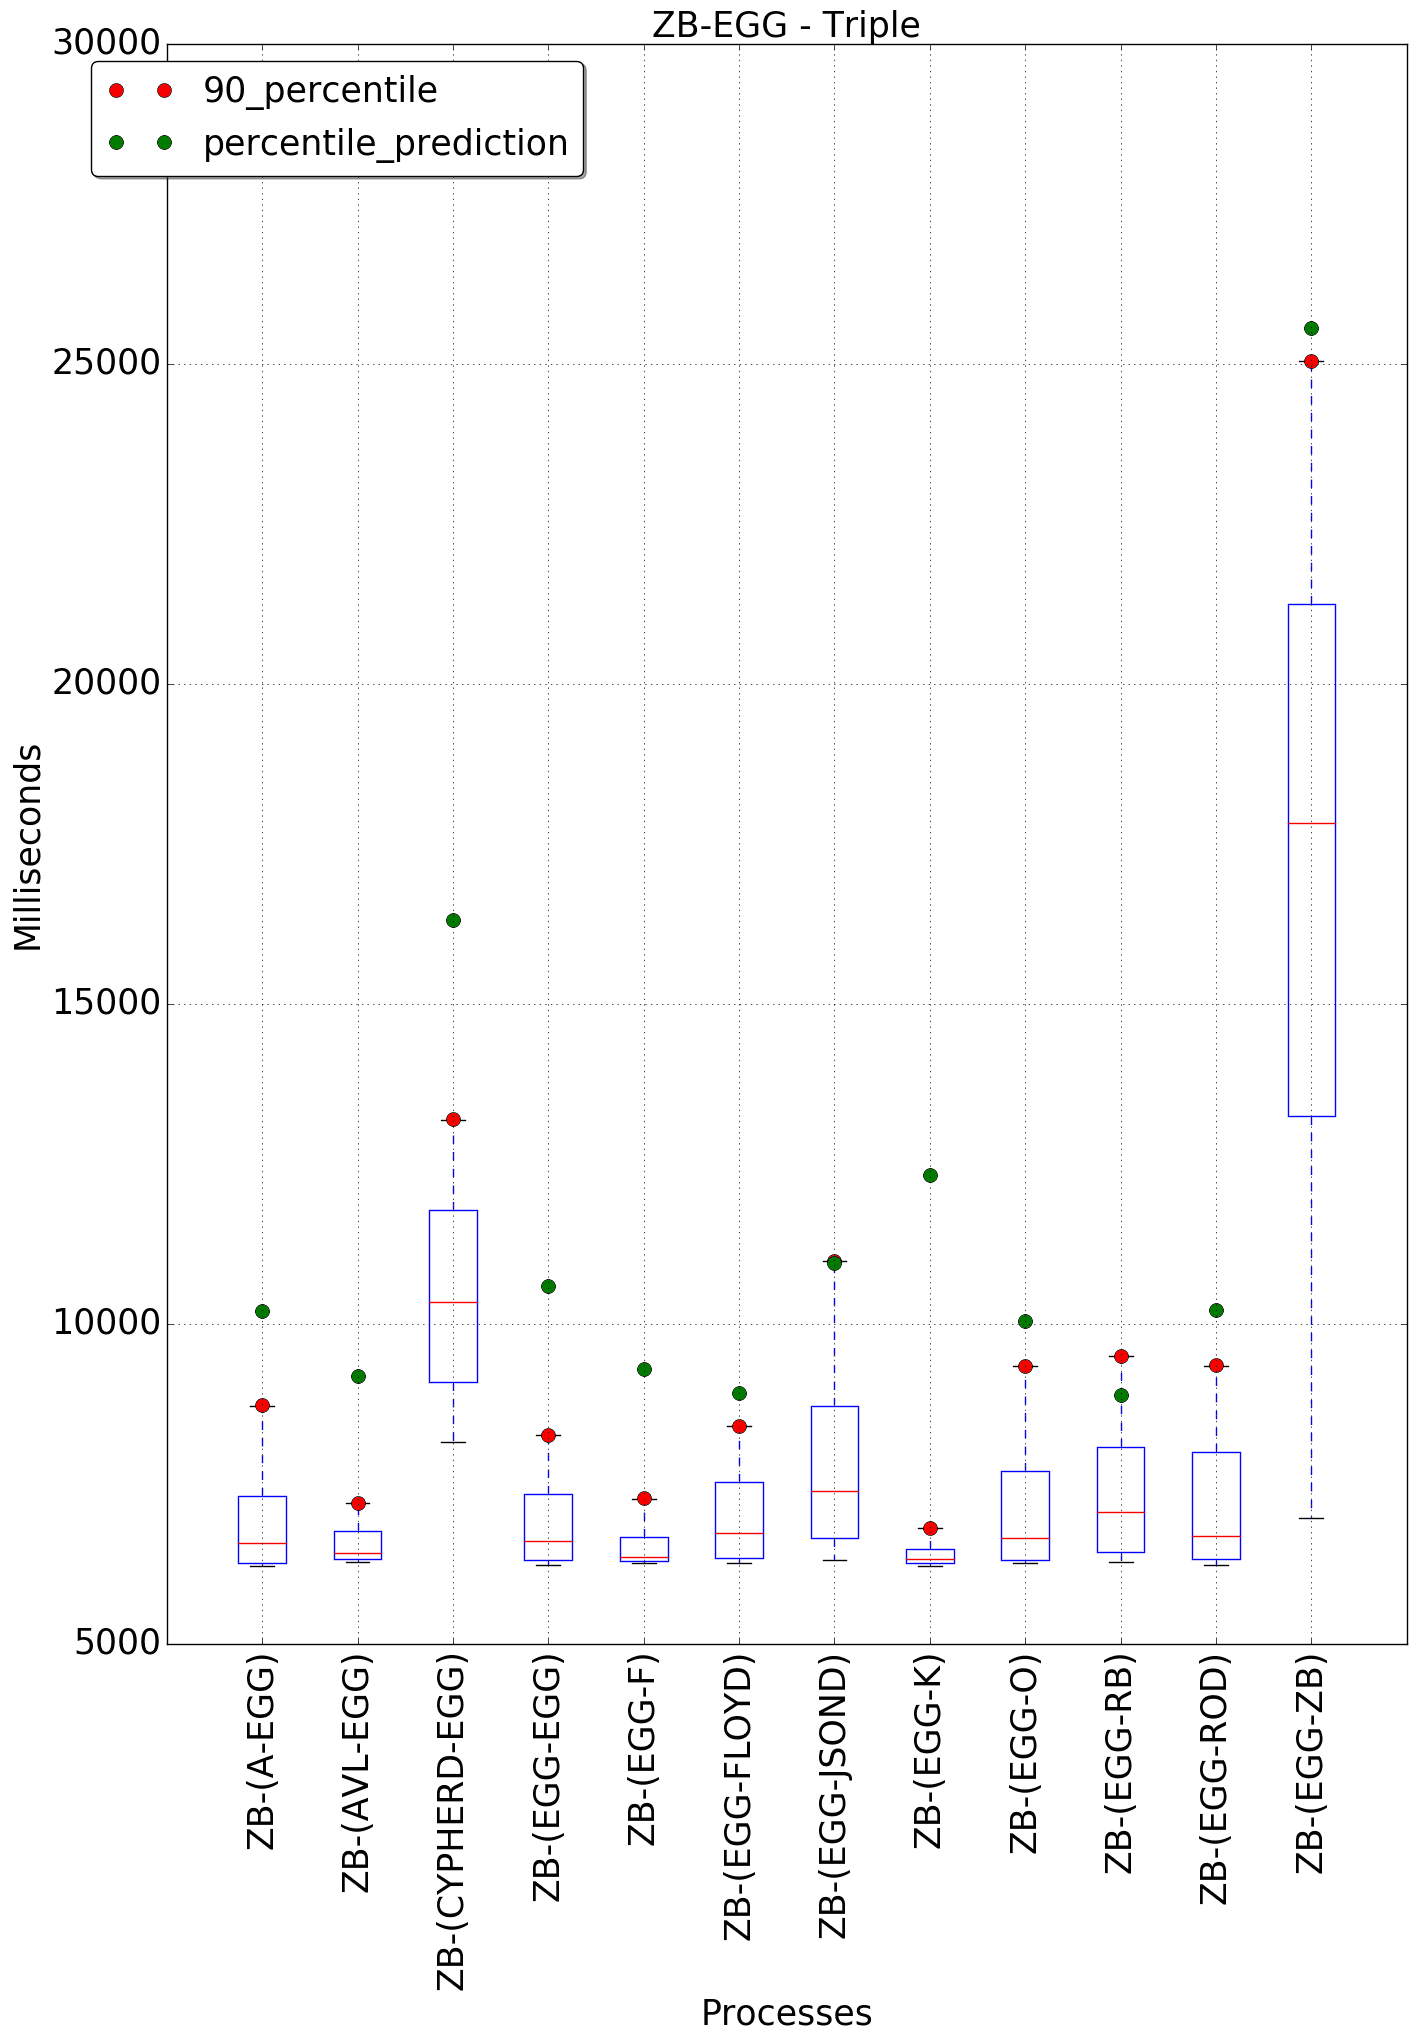 ZB-EGG - Triple
90_percentile
percentile_prediction
30000
25000
20000
15000
10000
5000
Milliseconds
ZB-(A-EGG)
ZB-(AVL-EGG)
ZB-(CYPHERD-EGG)
ZB-(EGG-EGG)
ZB-(EGG-F)
ZB-(EGG-FLOYD)
ZB-(EGG-JSOND)
ZB-(EGG-K)
ZB-(EGG-O)
ZB-(EGG-RB)
ZB-(EGG-ROD)
ZB-(EGG-ZB)
Processes